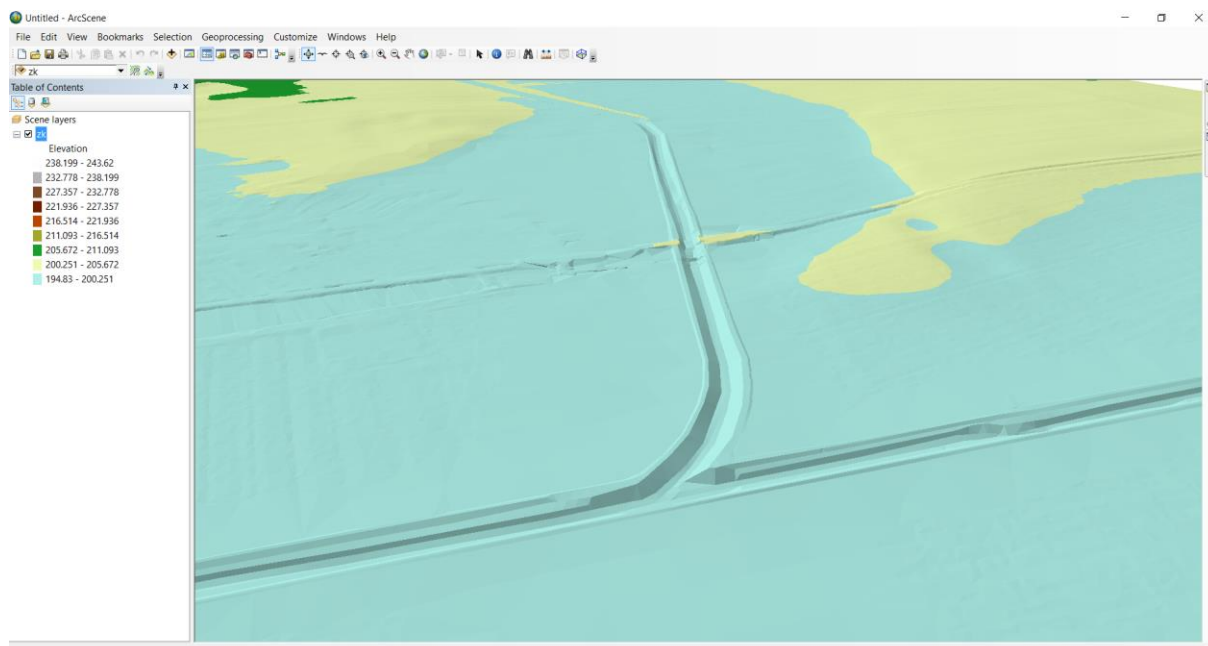 Untitled - ArcScene
File Edit View Bookmarks Selection Geoprocessing Customize Windows Help
zk
Table of Contents
Scene layers
zk
Elevation
238.199 - 243.62
232.778 - 238.199
227.357 - 232.778
221.936 - 227.357
216.514 - 221.936
211.093 - 216.514
205.672 - 211.093
200.251 - 205.672
194.83 - 200.251